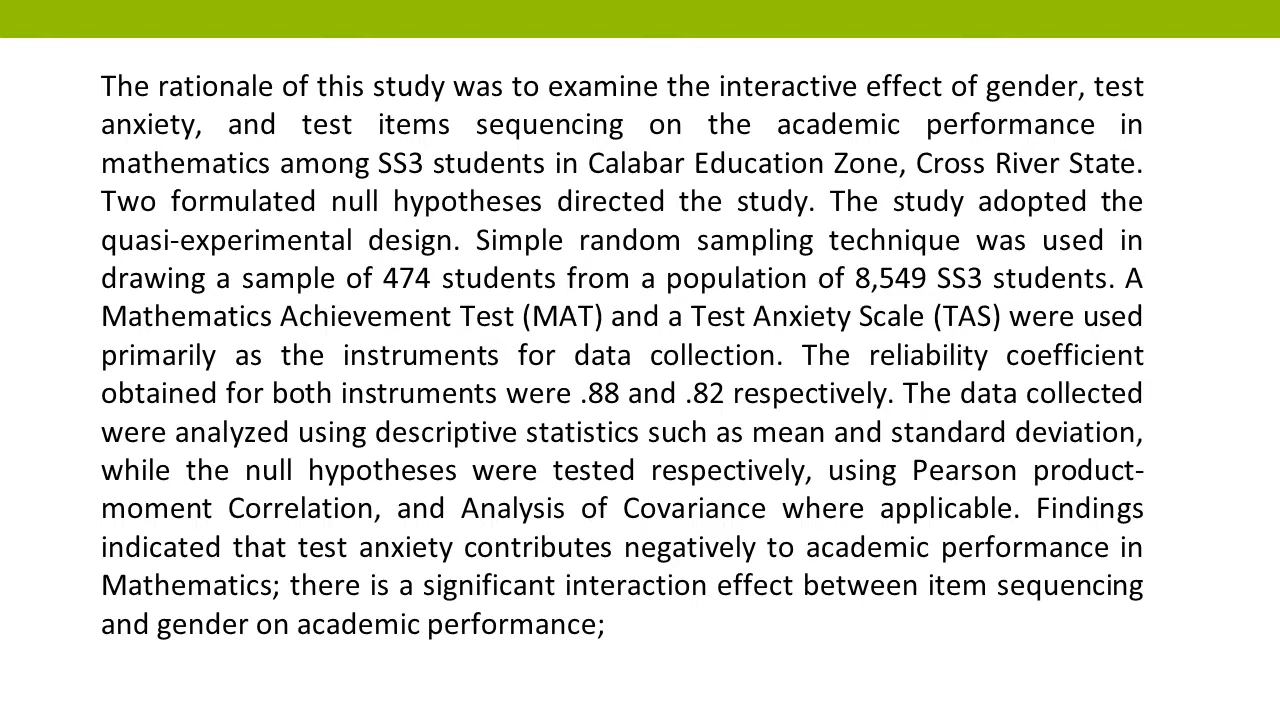 The rationale of this study was to examine the interactive effect of gender, test
anxiety, and test items sequencing on the academic performance in
mathematics among SS3 students in Calabar Education Zone, Cross River State.
Two formulated null hypotheses directed the study. The study adopted the
quasi-experimental design. Simple random sampling technique was used in
drawing a sample of 474 students from a population of 8,549 SS3 students. A
Mathematics Achievement Test (MAT) and a Test Anxiety Scale (TAS) were used
primarily as the instruments for data collection. The reliability coefficient
obtained for both instruments were .88 and .82 respectively. The data collected
were analyzed using descriptive statistics such as mean and standard deviation,
while the null hypotheses were tested respectively, using Pearson product-
moment Correlation, and Analysis of Covariance where applicable. Findings
indicated that test anxiety contributes negatively to academic performance in
Mathematics; there is a significant interaction effect between item sequencing
and gender on academic performance;